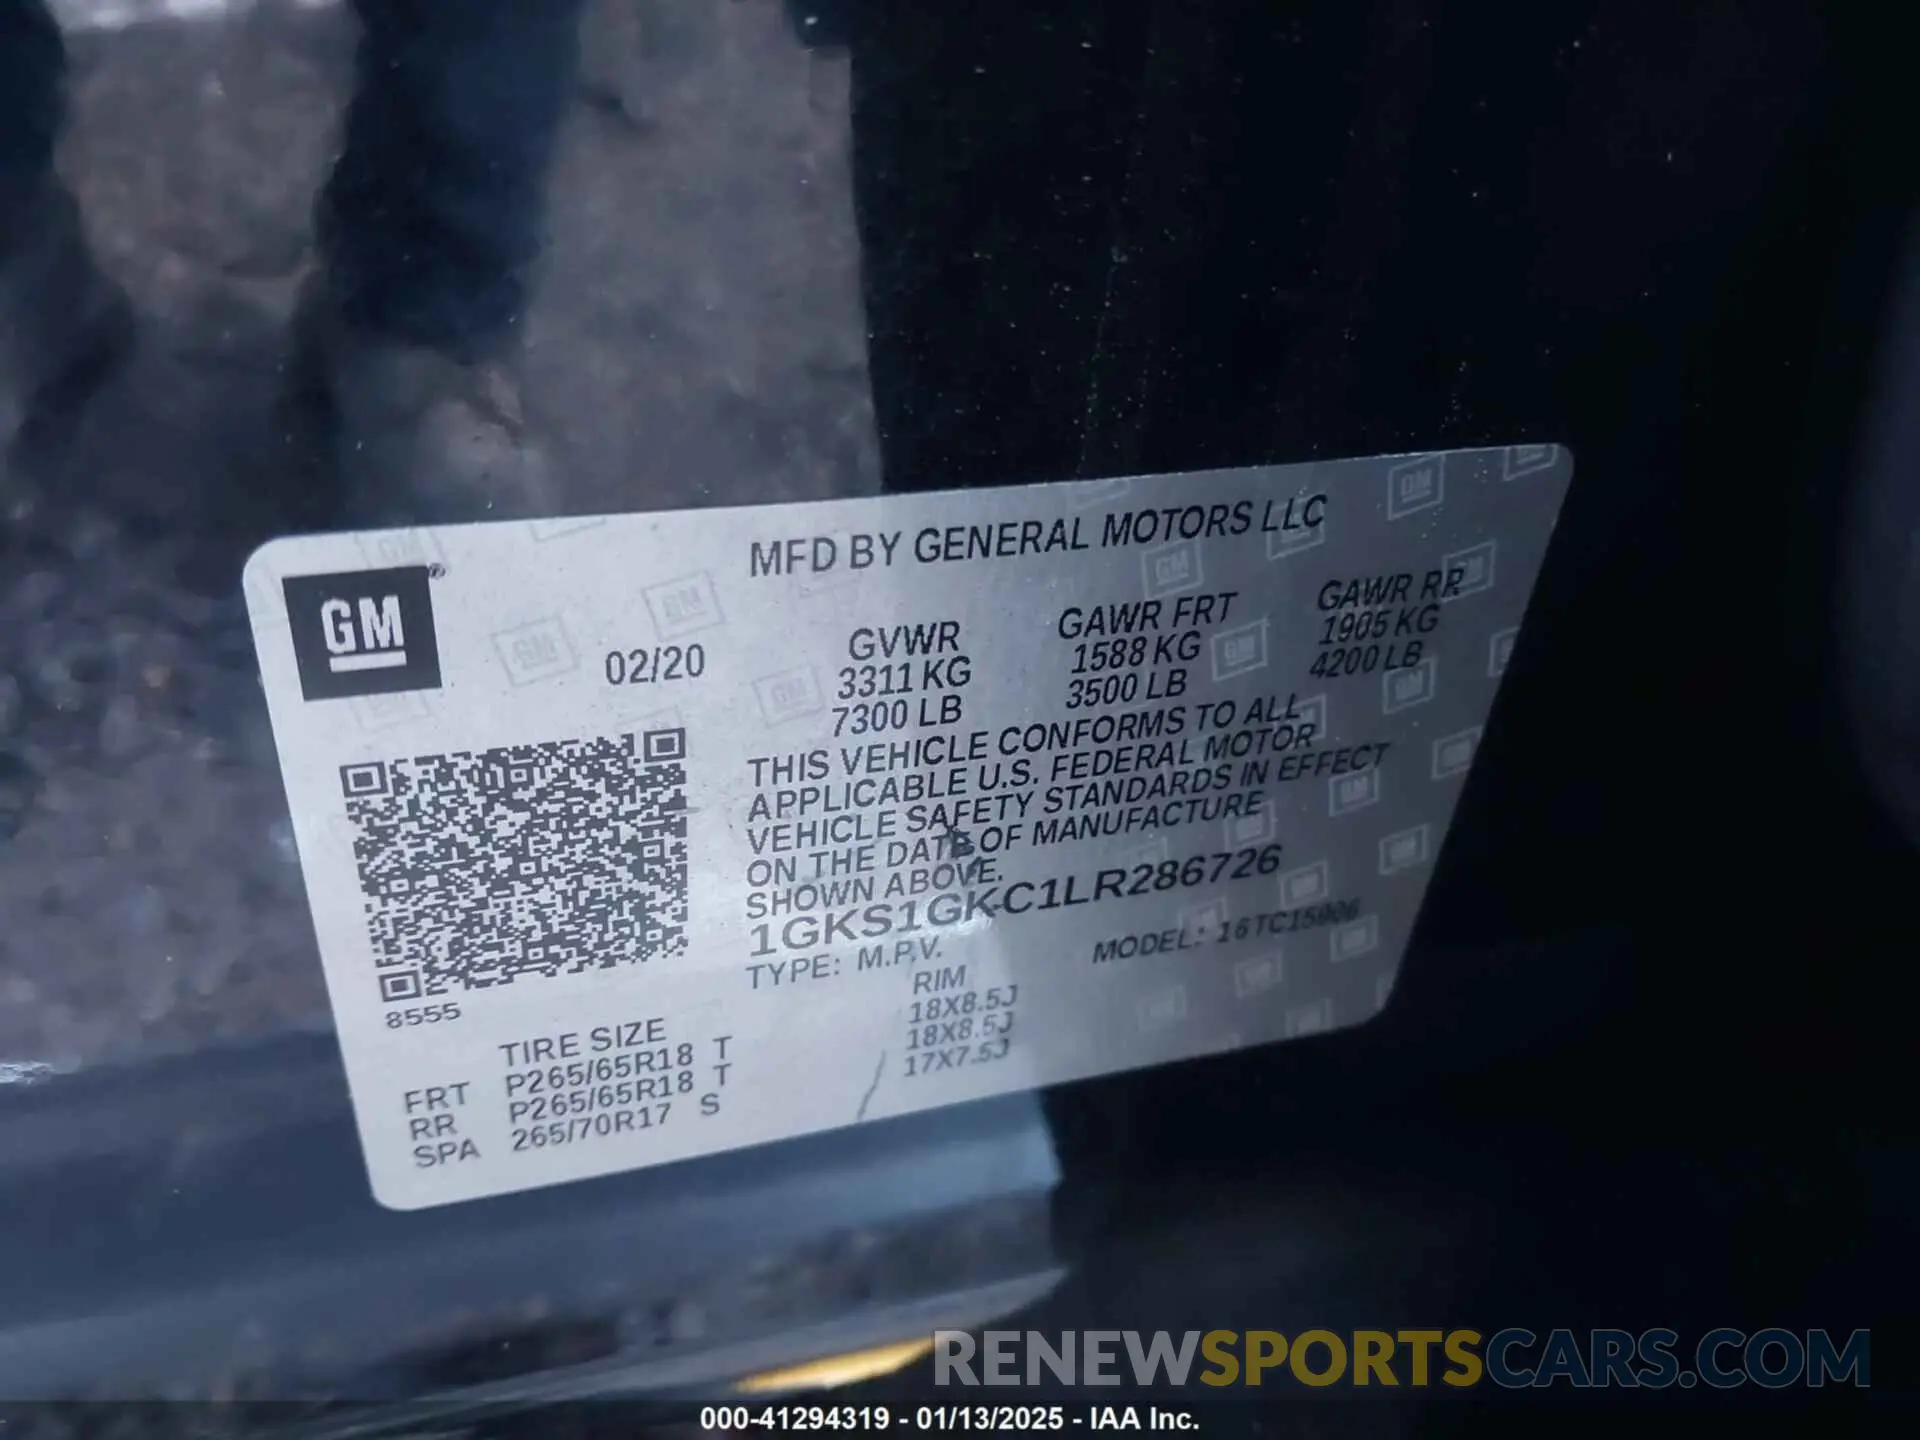 MFD BY GENERAL MOTORS LLC
GM®
02/20
GVWR
3311 KG
7300 LB
GAWR FRT
1588 KG
3500 LB
GAWR RR
1905 KG
4200 LB
THIS VEHICLE CONFORMS TO ALL
APPLICABLE U.S. FEDERAL MOTOR
VEHICLE SAFETY STANDARDS IN EFFECT
ON THE DATE OF MANUFACTURE
SHOWN ABOVE.
1GKS1GKC1LR286726
TYPE: M.P.V.
MODEL: 16TC15906
8555
TIRE SIZE
RIM
FRT P265/65R18 T 18X8.5J
RR P265/65R18 T 18X8.5J
SPA 265/70R17 S 17X7.5J
RENEWSPORTSCARS.COM
000-41294319 - 01/13/2025 - IAA Inc.